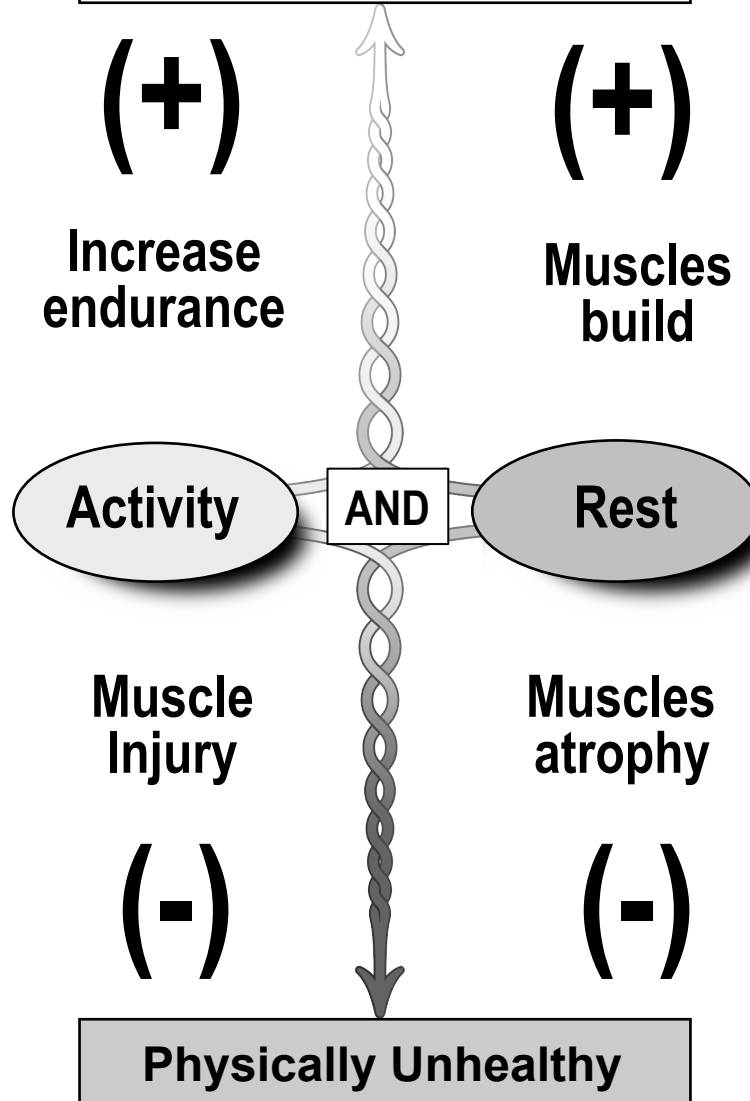 (+)
(+)
Increase
endurance
Muscles
build
Activity
AND
Rest
Muscle
Injury
Muscles
atrophy
(-)
(-)
Physically Unhealthy